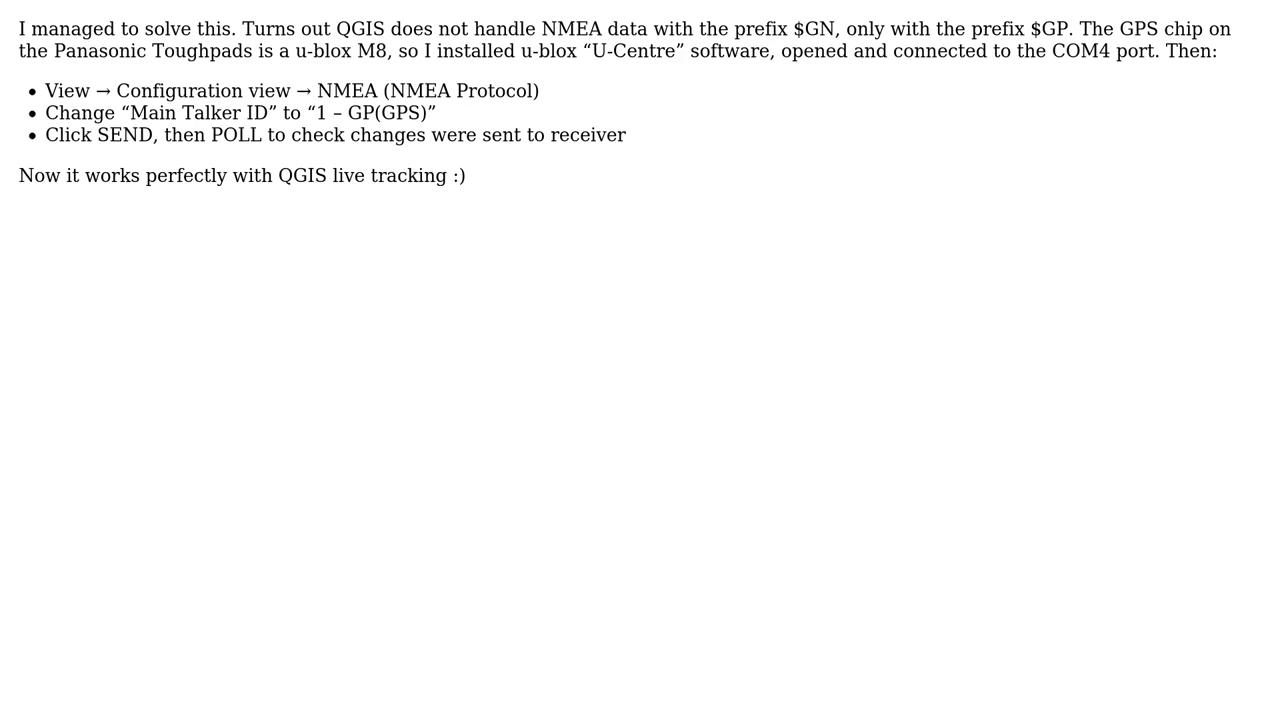 I managed to solve this. Turns out QGIS does not handle NMEA data with the prefix $GN, only with the prefix $GP. The GPS chip on
the Panasonic Toughpads is a u-blox M8, so I installed u-blox “U-Centre” software, opened and connected to the COM4 port. Then:
• View → Configuration view → NMEA (NMEA Protocol)
• Change “Main Talker ID” to “1 – GP(GPS)”
• Click SEND, then POLL to check changes were sent to receiver
Now it works perfectly with QGIS live tracking :)